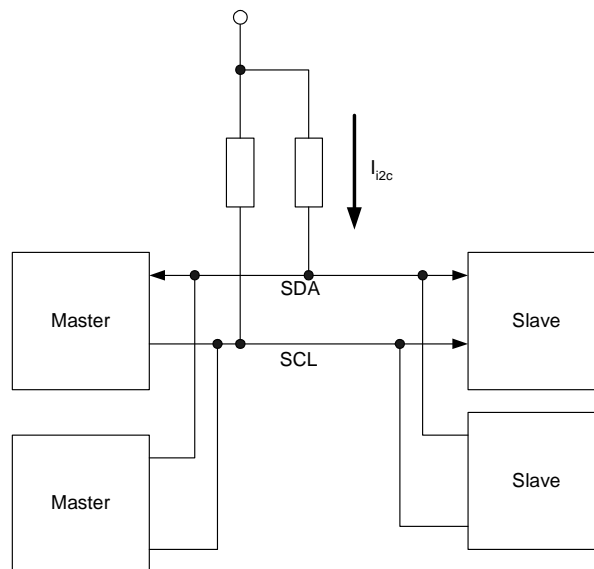 I_i2c
SDA
Master
Slave
SCL
Master
Slave